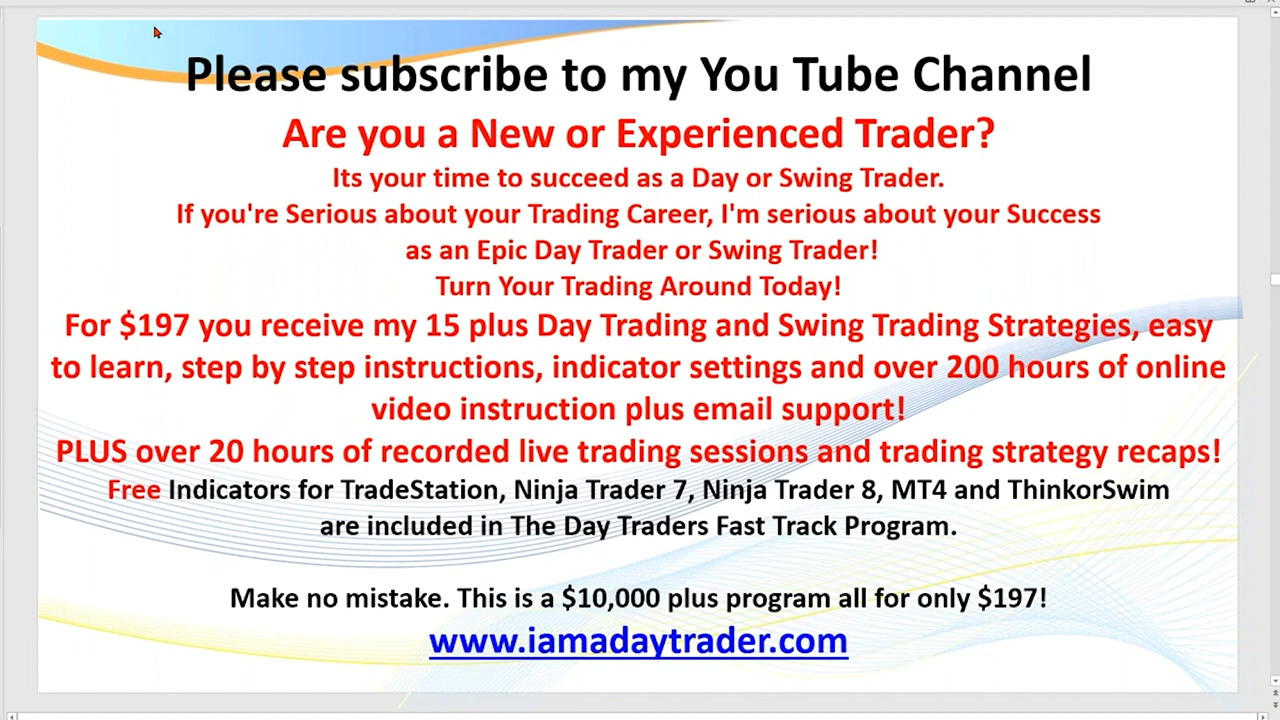 Please subscribe to my You Tube Channel
Are you a New or Experienced Trader?
Its your time to succeed as a Day or Swing Trader.
If you're Serious about your Trading Career, I'm serious about your Success
as an Epic Day Trader or Swing Trader!
Turn Your Trading Around Today!
For $197 you receive my 15 plus Day Trading and Swing Trading Strategies, easy
to learn, step by step instructions, indicator settings and over 200 hours of online
video instruction plus email support!
PLUS over 20 hours of recorded live trading sessions and trading strategy recaps!
Free Indicators for TradeStation, Ninja Trader 7, Ninja Trader 8, MT4 and ThinkorSwim
are included in The Day Traders Fast Track Program.
Make no mistake. This is a $10,000 plus program all for only $197!
www.iamadaytrader.com